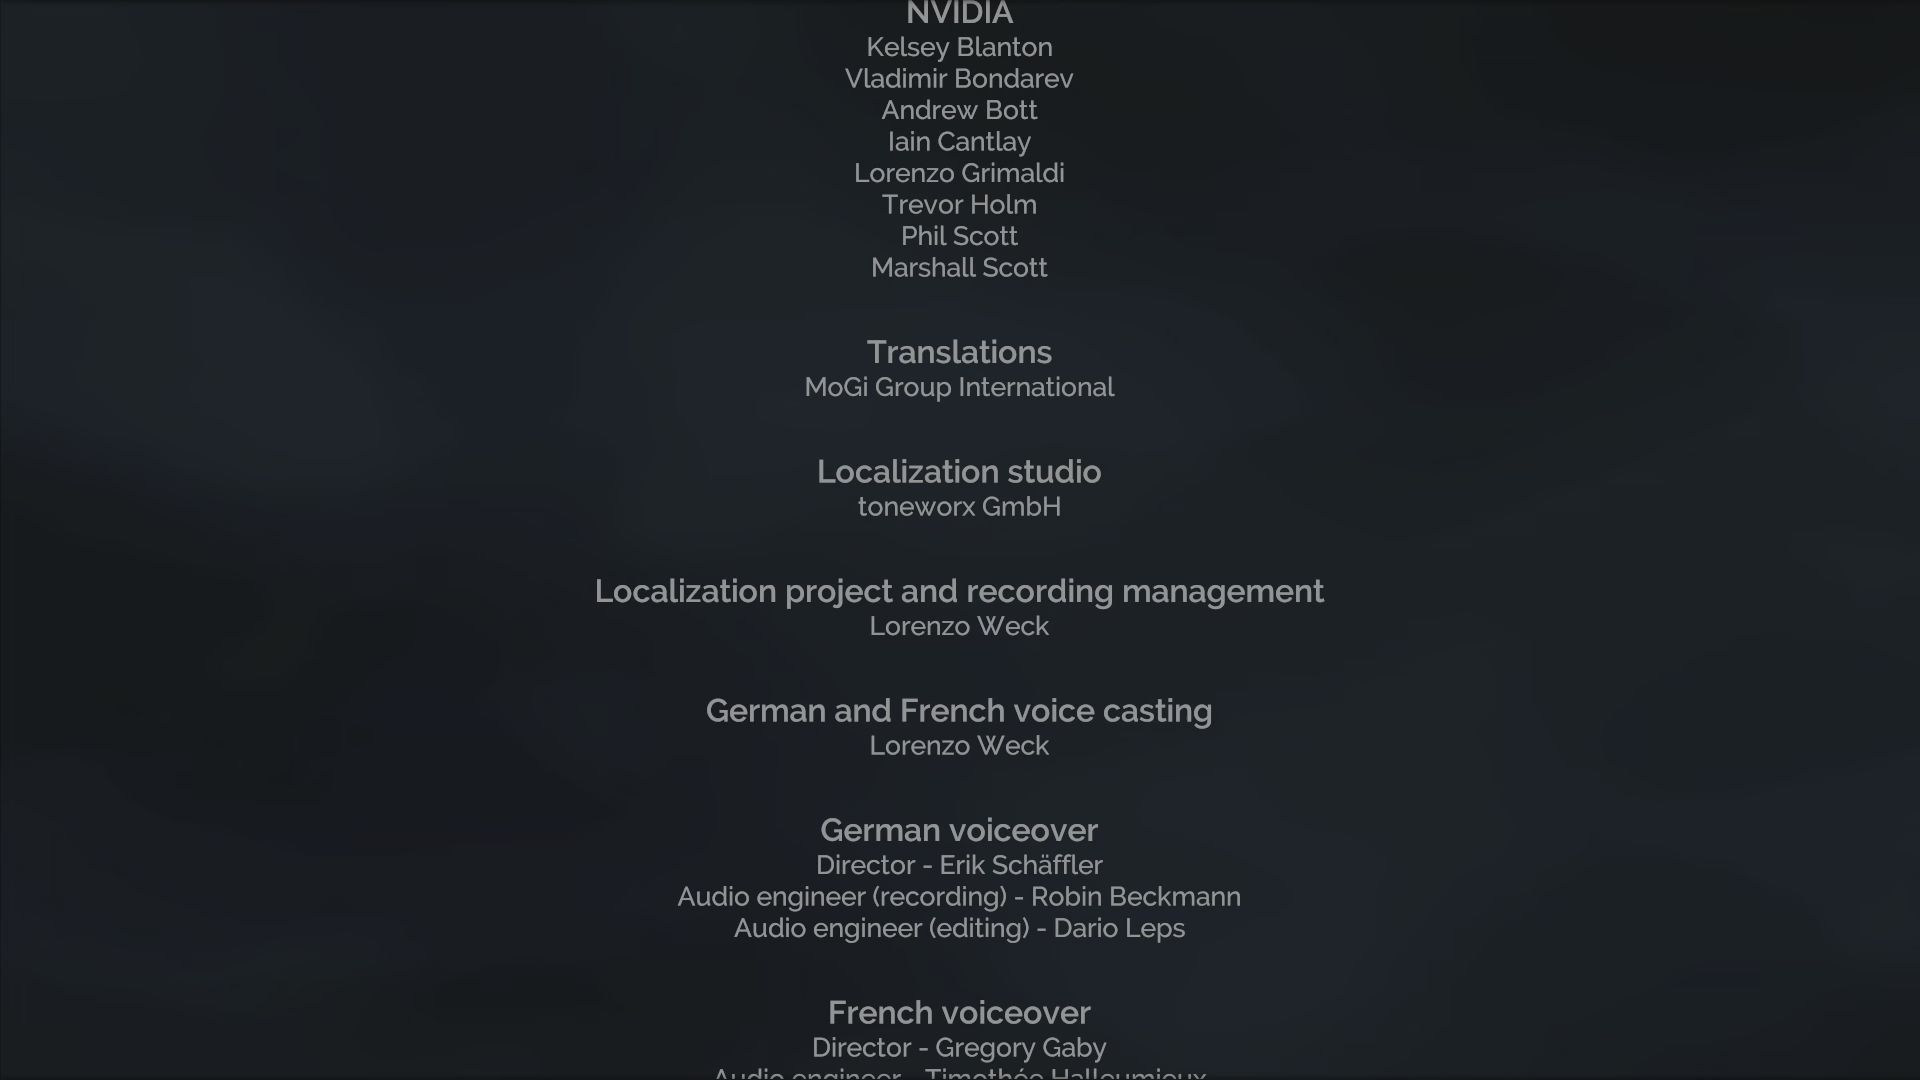 NVIDIA
Kelsey Blanton
Vladimir Bondarev
Andrew Bott
Iain Cantlay
Lorenzo Grimaldi
Trevor Holm
Phil Scott
Marshall Scott
Translations
MoGi Group International
Localization studio
toneworx GmbH
Localization project and recording management
Lorenzo Weck
German and French voice casting
Lorenzo Weck
German voiceover
Director - Erik Schäffler
Audio engineer (recording) - Robin Beckmann
Audio engineer (editing) - Dario Leps
French voiceover
Director - Gregory Gaby
Audio engineer - Timothée